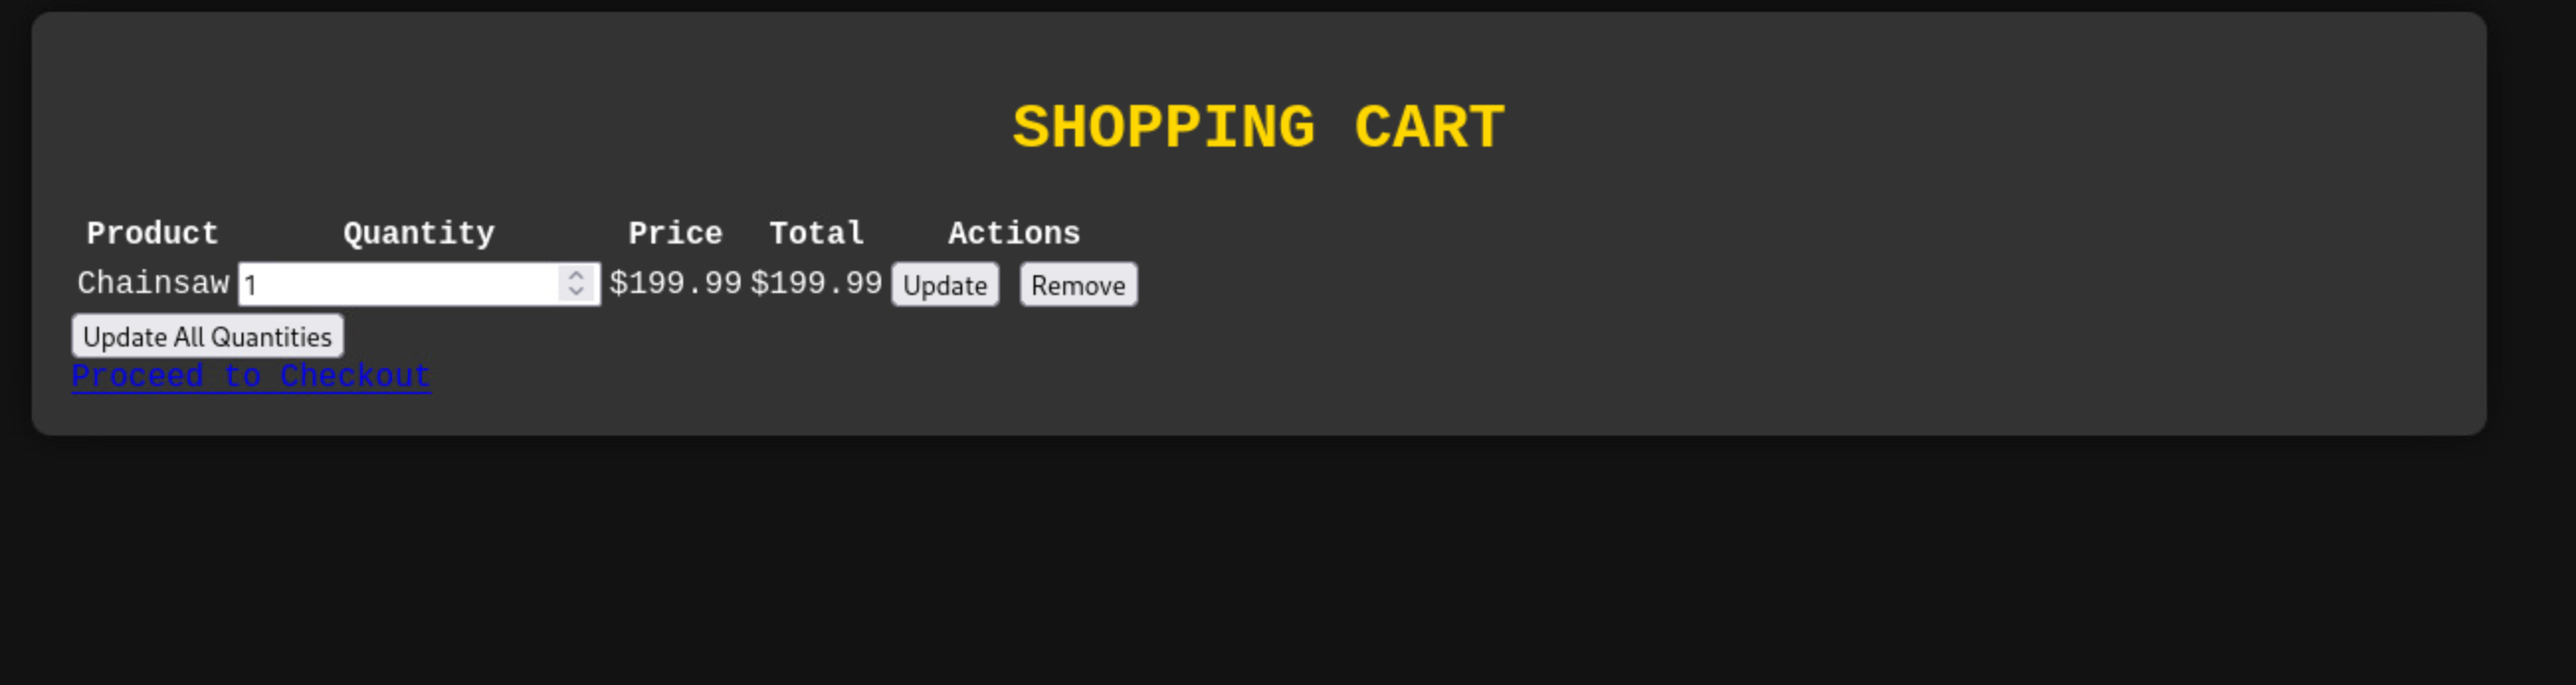 SHOPPING CART
Product Quantity Price Total Actions
Chainsaw 1 $199.99 $199.99 Update Remove
Update All Quantities
Proceed to Checkout